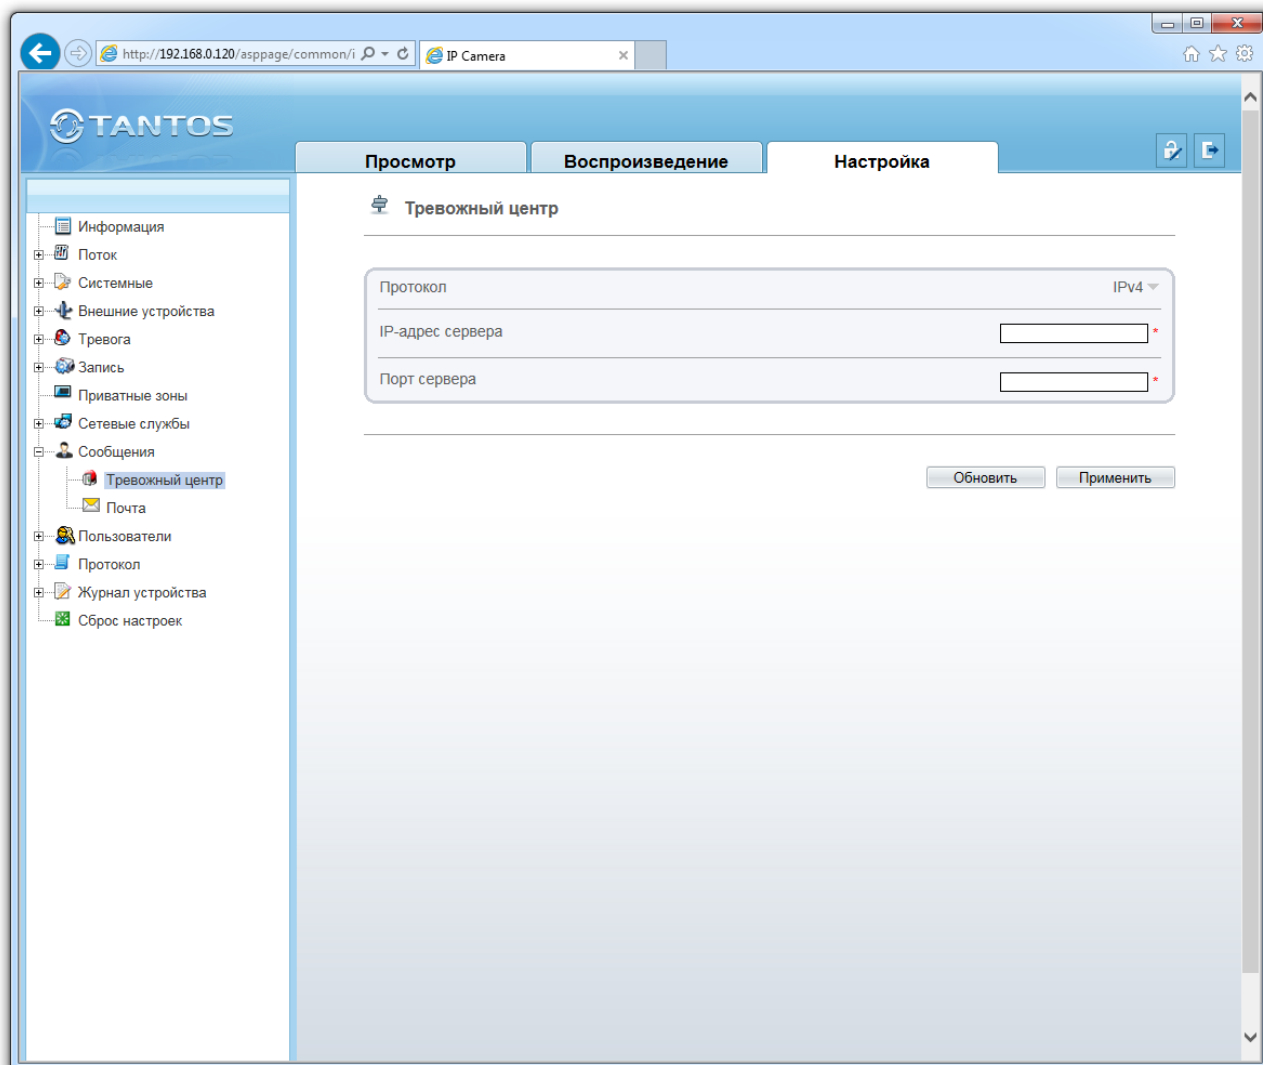 http://192.168.0.120/asppage/common/i
IP Camera
TANTOS
Просмотр
Воспроизведение
Настройка
Информация
Поток
Системные
Внешние устройства
Тревога
Запись
Приватные зоны
Сетевые службы
Сообщения
Тревожный центр
Почта
Пользователи
Протокол
Журнал устройства
Сброс настроек
Тревожный центр
Протокол IPv4
IP-адрес сервера *
Порт сервера *
Обновить Применить